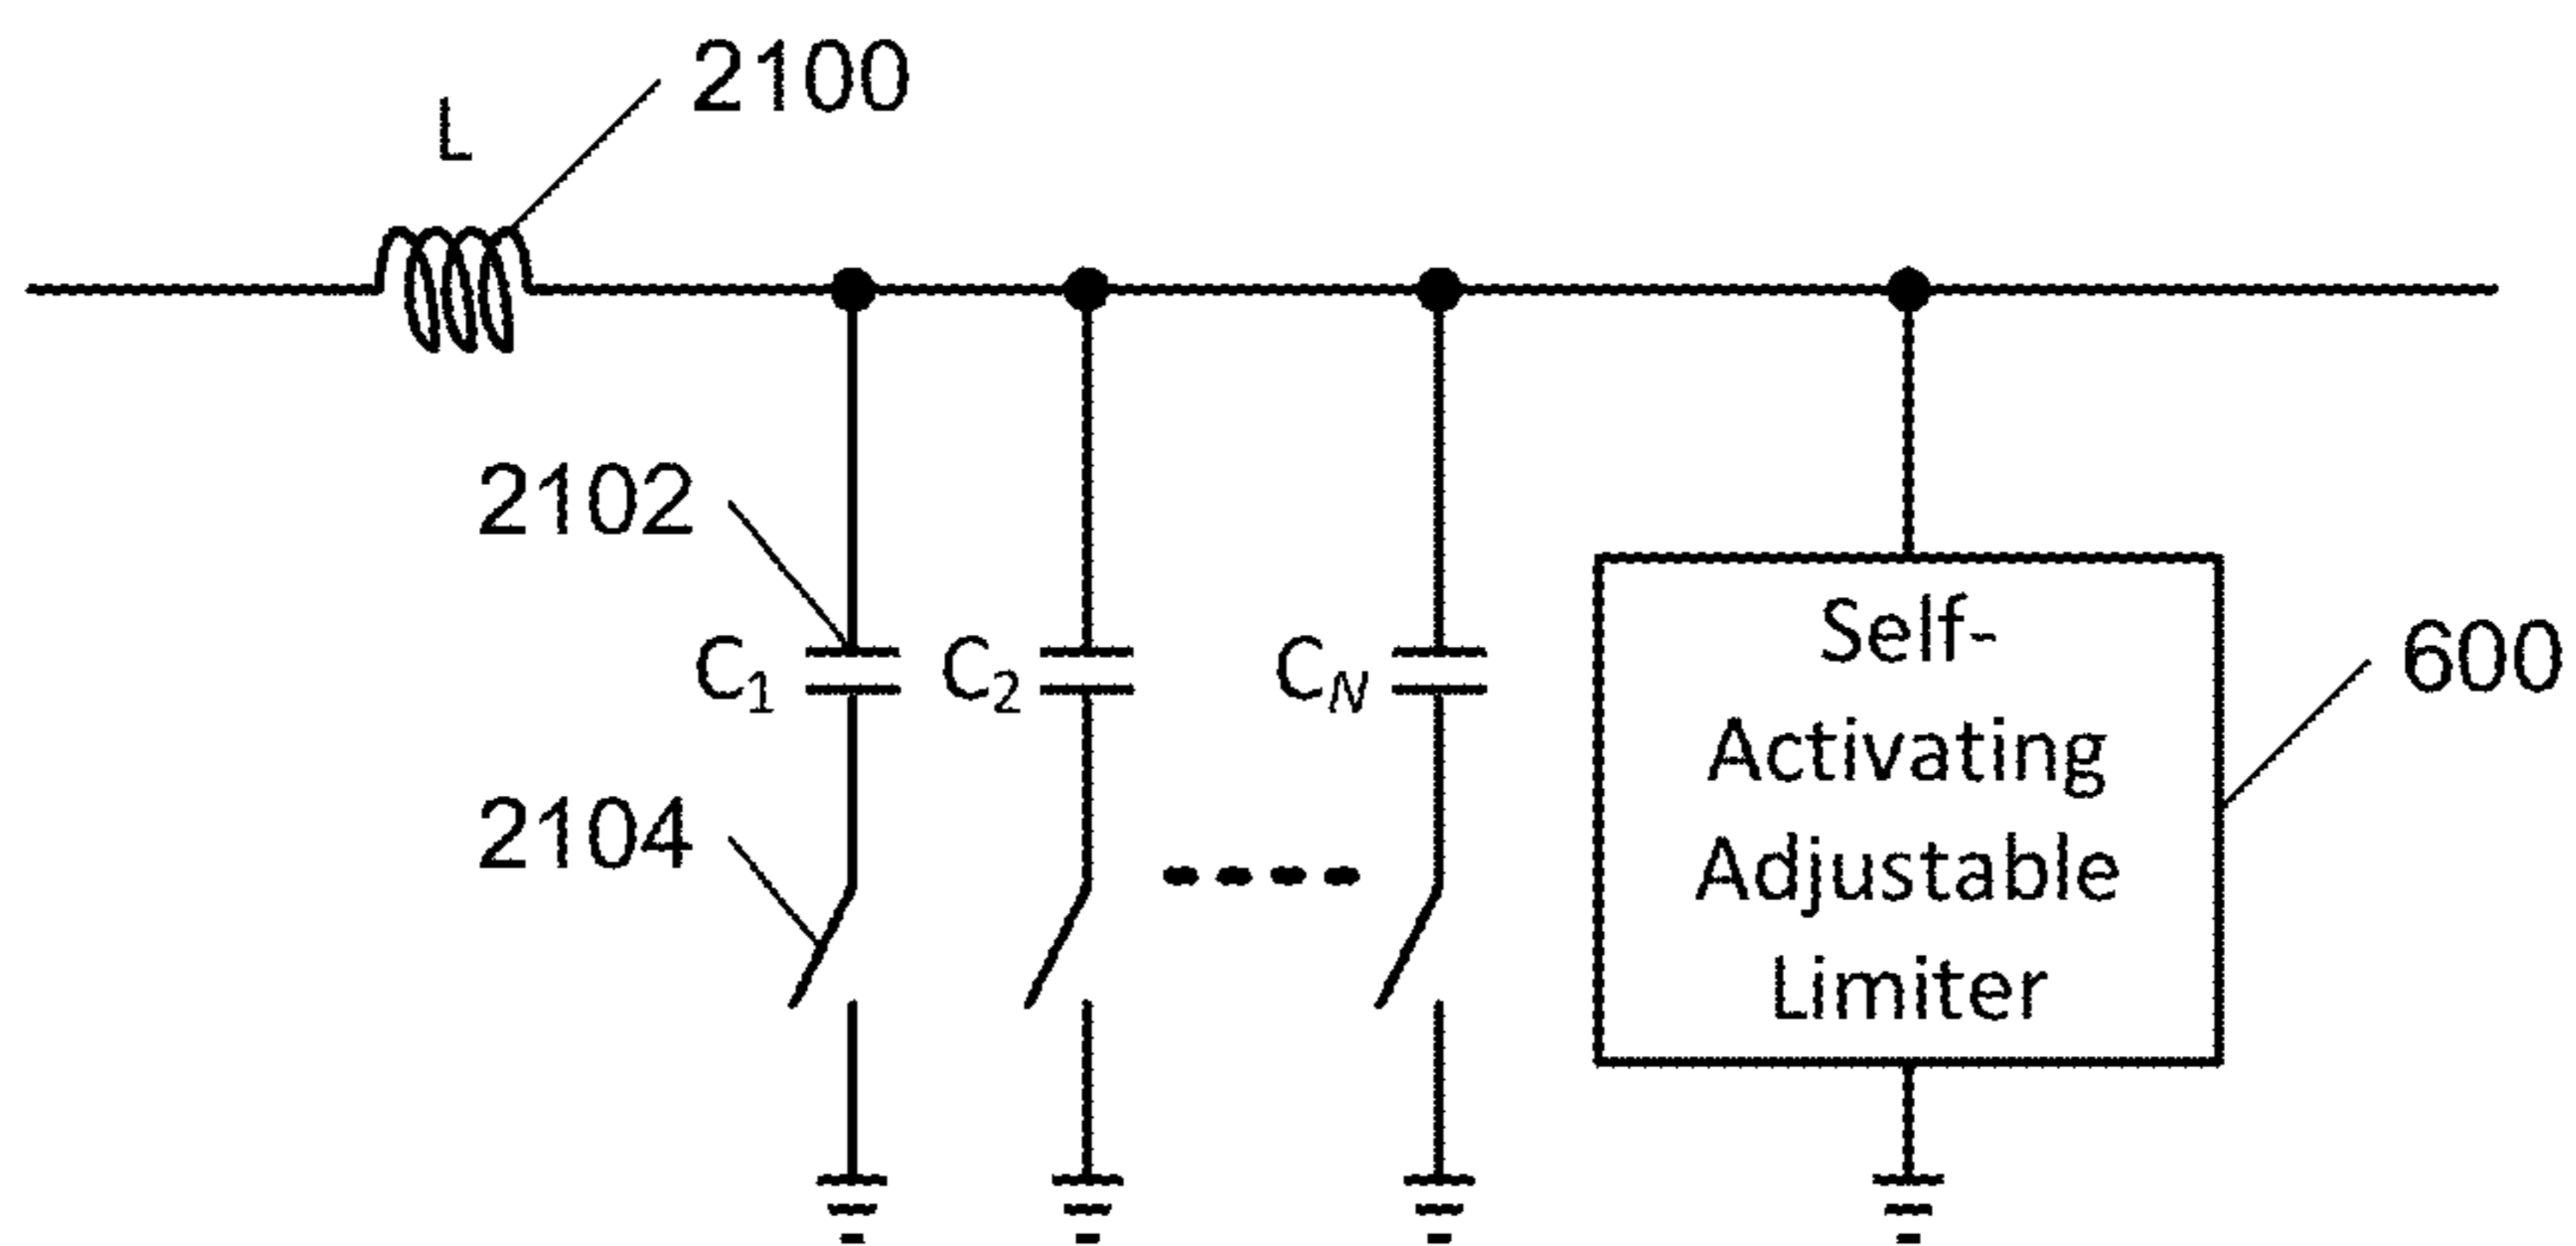 2100
L
2102
C1 C2 CN
2104
Self-
Activating
Adjustable
Limiter
600